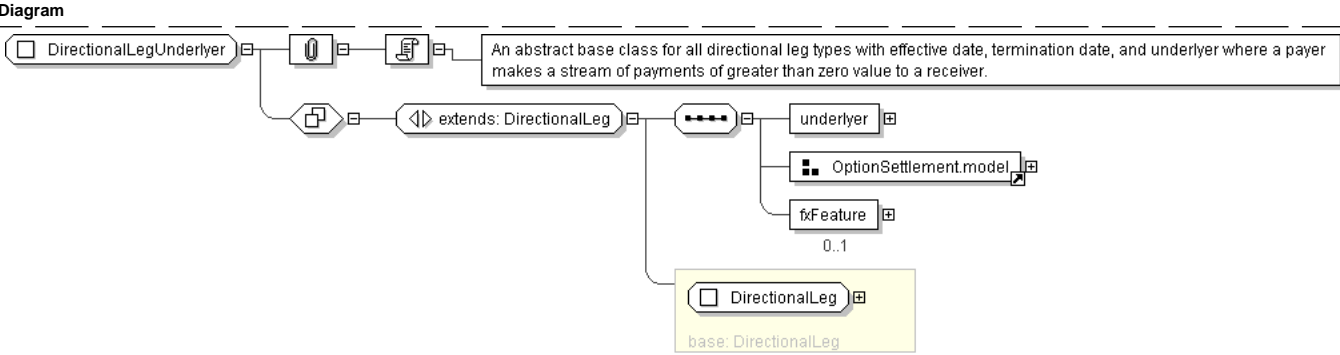 Diagram
DirectionalLegUnderlyer
An abstract base class for all directional leg types with effective date, termination date, and underlyer where a payer
makes a stream of payments of greater than zero value to a receiver.
extends: DirectionalLeg
underlyer
OptionSettlement.model
fxFeature
0..1
DirectionalLeg
base: DirectionalLeg